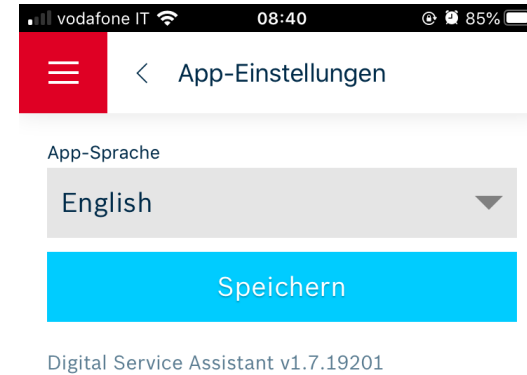 vodafone IT 08:40 85%
App-Einstellungen
App-Sprache
English
Speichern
Digital Service Assistant v1.7.19201